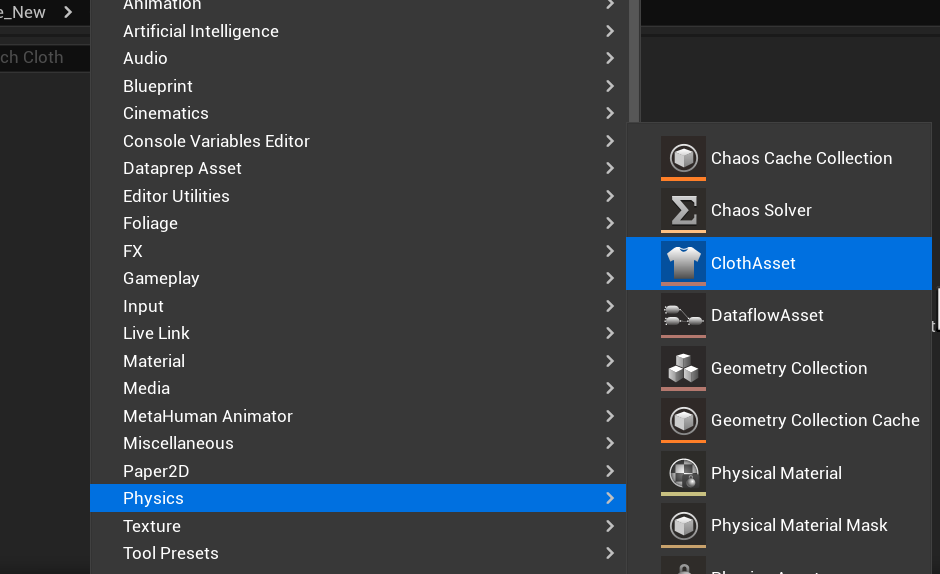 e_New
ch Cloth
Animation
Artificial Intelligence
Audio
Blueprint
Cinematics
Console Variables Editor
Dataprep Asset
Editor Utilities
Foliage
FX
Gameplay
Input
Live Link
Material
Media
MetaHuman Animator
Miscellaneous
Paper2D
Physics
Texture
Tool Presets
Chaos Cache Collection
Chaos Solver
ClothAsset
DataflowAsset
Geometry Collection
Geometry Collection Cache
Physical Material
Physical Material Mask